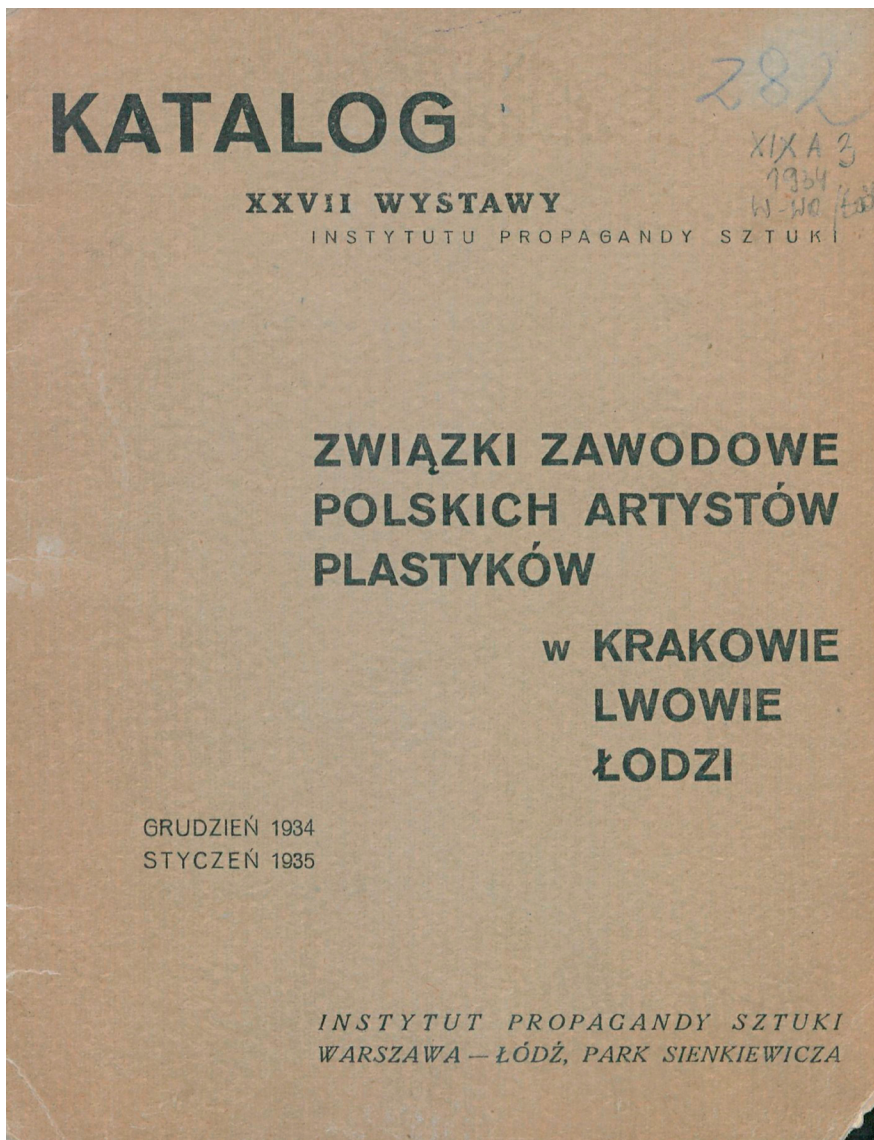 282
KATALOG
XIX A 3
1934
XXVII WYSTAWY
W-wa
INSTYTUTU PROPAGANDY SZTUKI
ZWIĄZKI ZAWODOWE
POLSKICH ARTYSTÓW
PLASTYKÓW
w KRAKOWIE
LWOWIE
ŁODZI
GRUDZIEŃ 1934
STYCZEŃ 1935
INSTYTUT PROPAGANDY SZTUKI
WARSZAWA — ŁÓDŹ, PARK SIENKIEWICZA